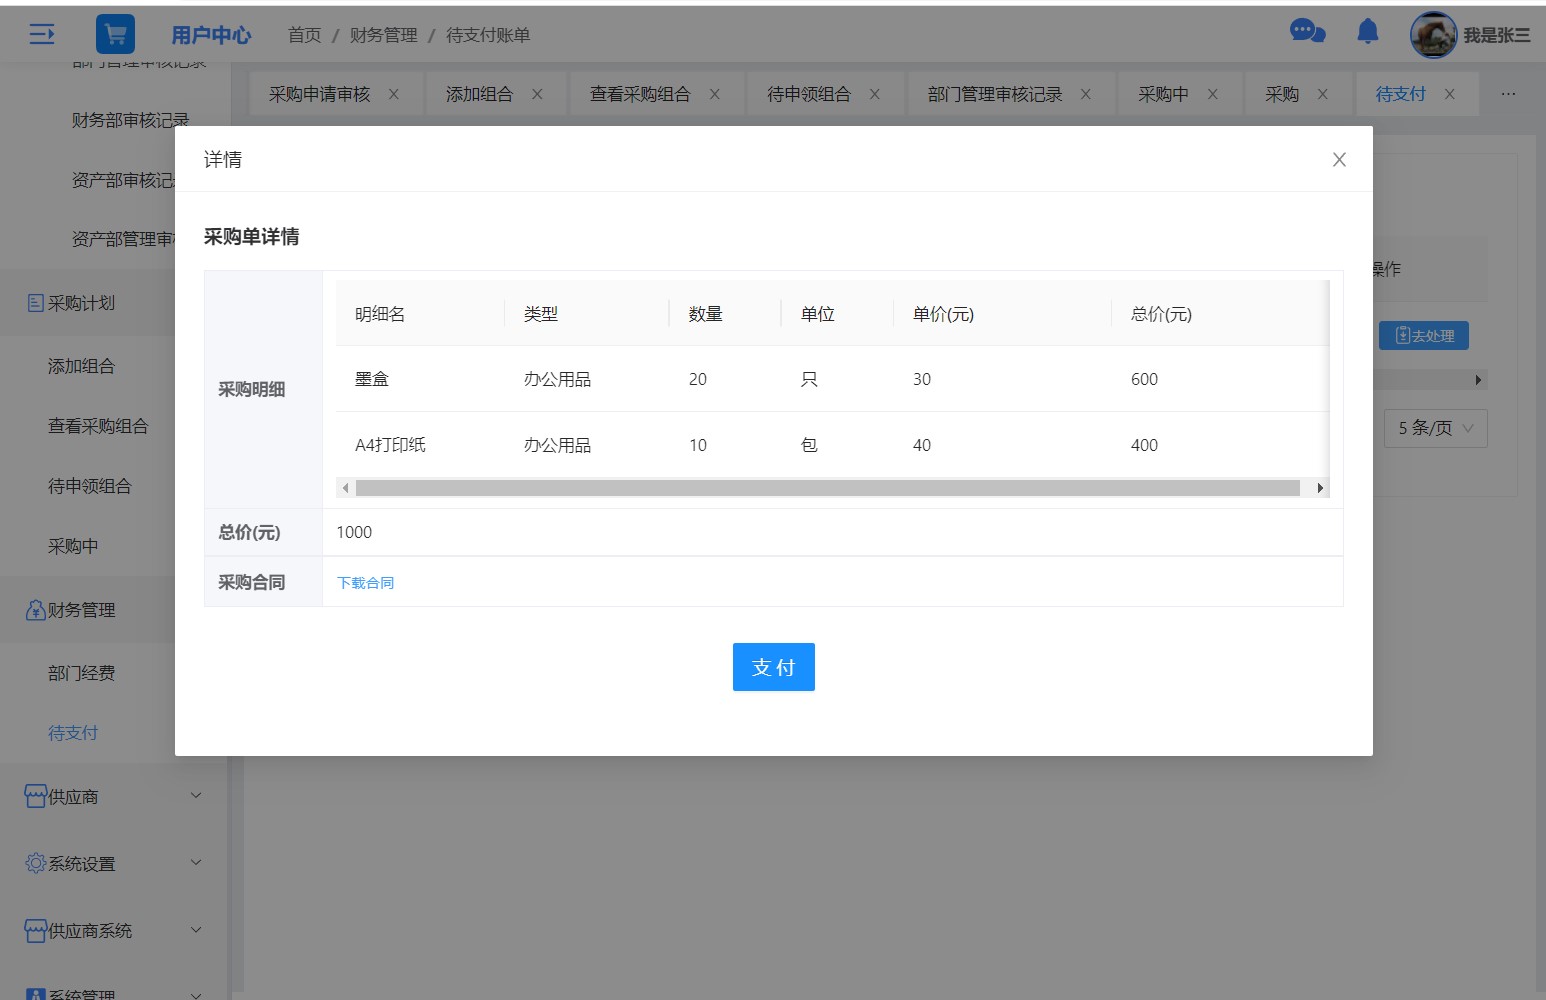 用户中心 首页 / 财务管理 / 待支付账单 我是张三
部门管理审核记录
采购申请审核 添加组合 查看采购组合 待申领组合 部门管理审核记录 采购中 采购 待支付 ...
财务部审核记录
资产部审核记
资产部管理审
采购计划
添加组合
查看采购组合
待申领组合
采购中
财务管理
部门经费
待支付
供应商
系统设置
供应商系统
系统管理
详情
采购单详情
采购明细
明细名 类型 数量 单位 单价(元) 总价(元)
墨盒 办公用品 20 只 30 600
A4打印纸 办公用品 10 包 40 400
总价(元) 1000
采购合同 下载合同
支付
操作
去处理
5 条/页